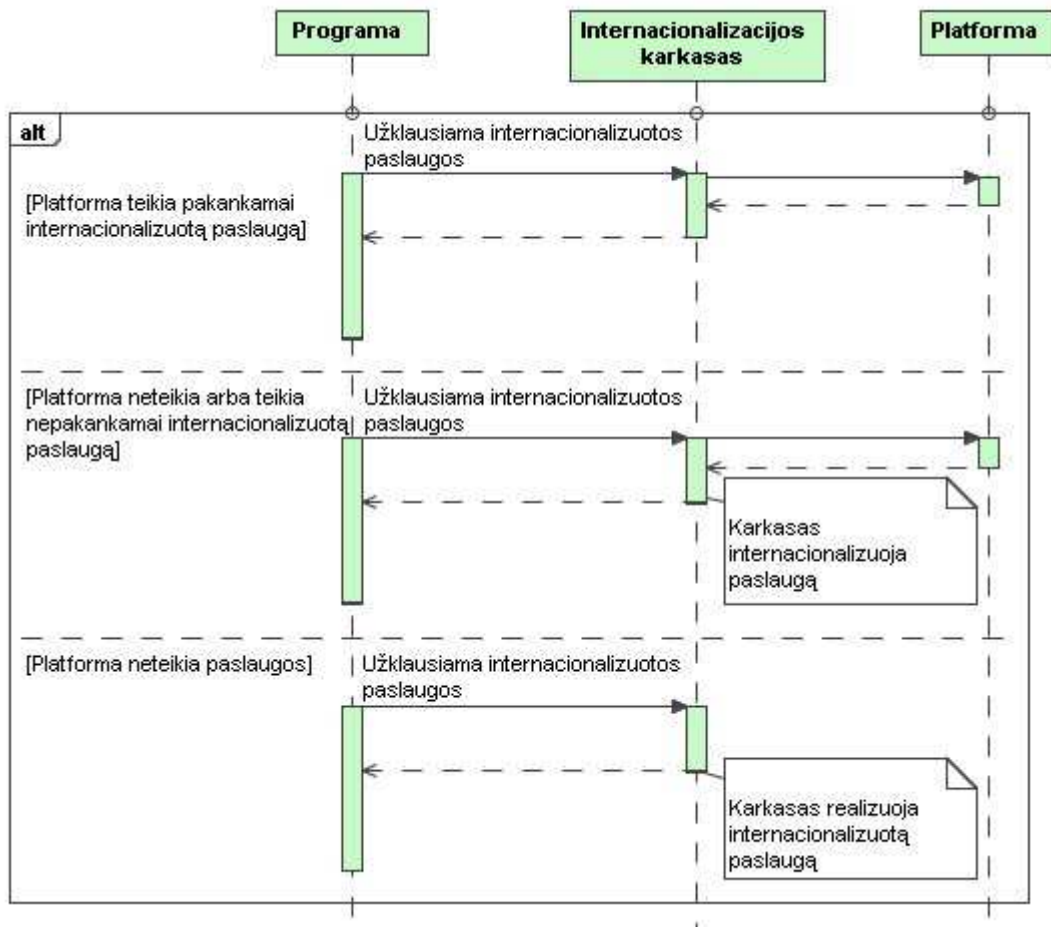 Programa
Internacionalizacijos
karkasas
Platforma
alt
Užklausiama internacionalizuotos
paslaugos
[Platforma teikia pakankamai
internacionalizuotą paslaugą]
[Platforma neteikia arba teikia
nepakankamai internacionalizuotą
paslaugą]
Užklausiama internacionalizuotos
paslaugos
Karkasas
internacionalizuoja
paslaugą
[Platforma neteikia paslaugos]
Užklausiama internacionalizuotos
paslaugos
Karkasas realizuoja
internacionalizuotą
paslaugą